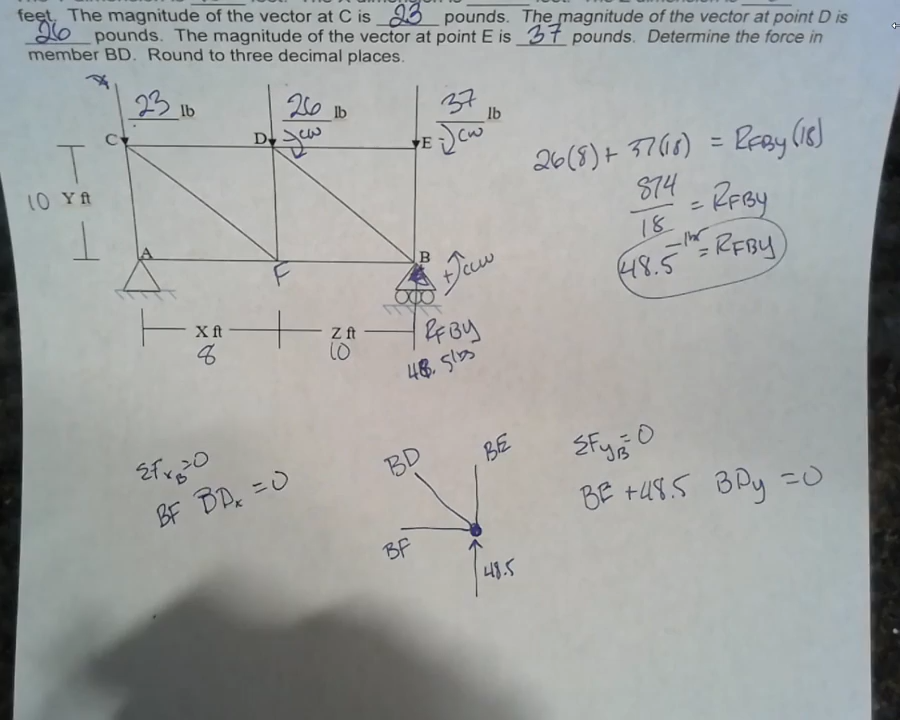 feet. The magnitude of the vector at C is 23 pounds. The magnitude of the vector at point D is
26 pounds. The magnitude of the vector at point E is 37 pounds. Determine the force in
member BD. Round to three decimal places.
23 lb
26 lb
37 lb
C
D
CW
E
CW
10 Y ft
A
F
B
+ CCW
X ft
8
Z ft
10
RFBY
48.5 lbs
26(8) + 37(18) = RFBy(18)
874
18
= RFBy
48.5 lbs = RFBy
ΣFxB=0
BF BDx = 0
BD
BE
BF
48.5
ΣFyB=0
BE +48.5 BDy =0